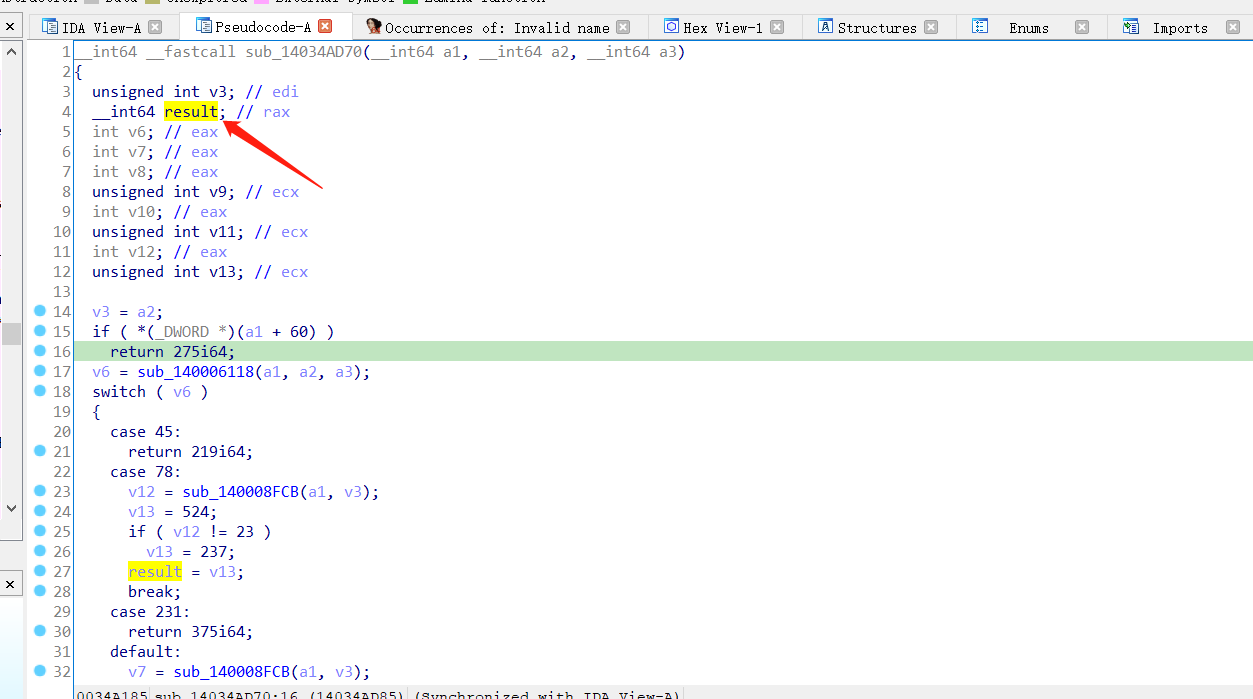 IDA View-A Pseudocode-A Occurrences of: Invalid name Hex View-1 Structures Enums Imports
1 __int64 __fastcall sub_14034AD70(__int64 a1, __int64 a2, __int64 a3)
2 {
3 unsigned int v3; // edi
4 __int64 result; // rax
5 int v6; // eax
6 int v7; // eax
7 int v8; // eax
8 unsigned int v9; // ecx
9 int v10; // eax
10 unsigned int v11; // ecx
11 int v12; // eax
12 unsigned int v13; // ecx
13
14 v3 = a2;
15 if ( *(_DWORD *)(a1 + 60) )
16 return 275i64;
17 v6 = sub_140006118(a1, a2, a3);
18 switch ( v6 )
19 {
20 case 45:
21 return 219i64;
22 case 78:
23 v12 = sub_140008FCB(a1, v3);
24 v13 = 524;
25 if ( v12 != 23 )
26 v13 = 237;
27 result = v13;
28 break;
29 case 231:
30 return 375i64;
31 default:
32 v7 = sub_140008FCB(a1, v3);
0034A185 sub_14034AD70:16 (14034AD85) (Synchronized with IDA View-A)